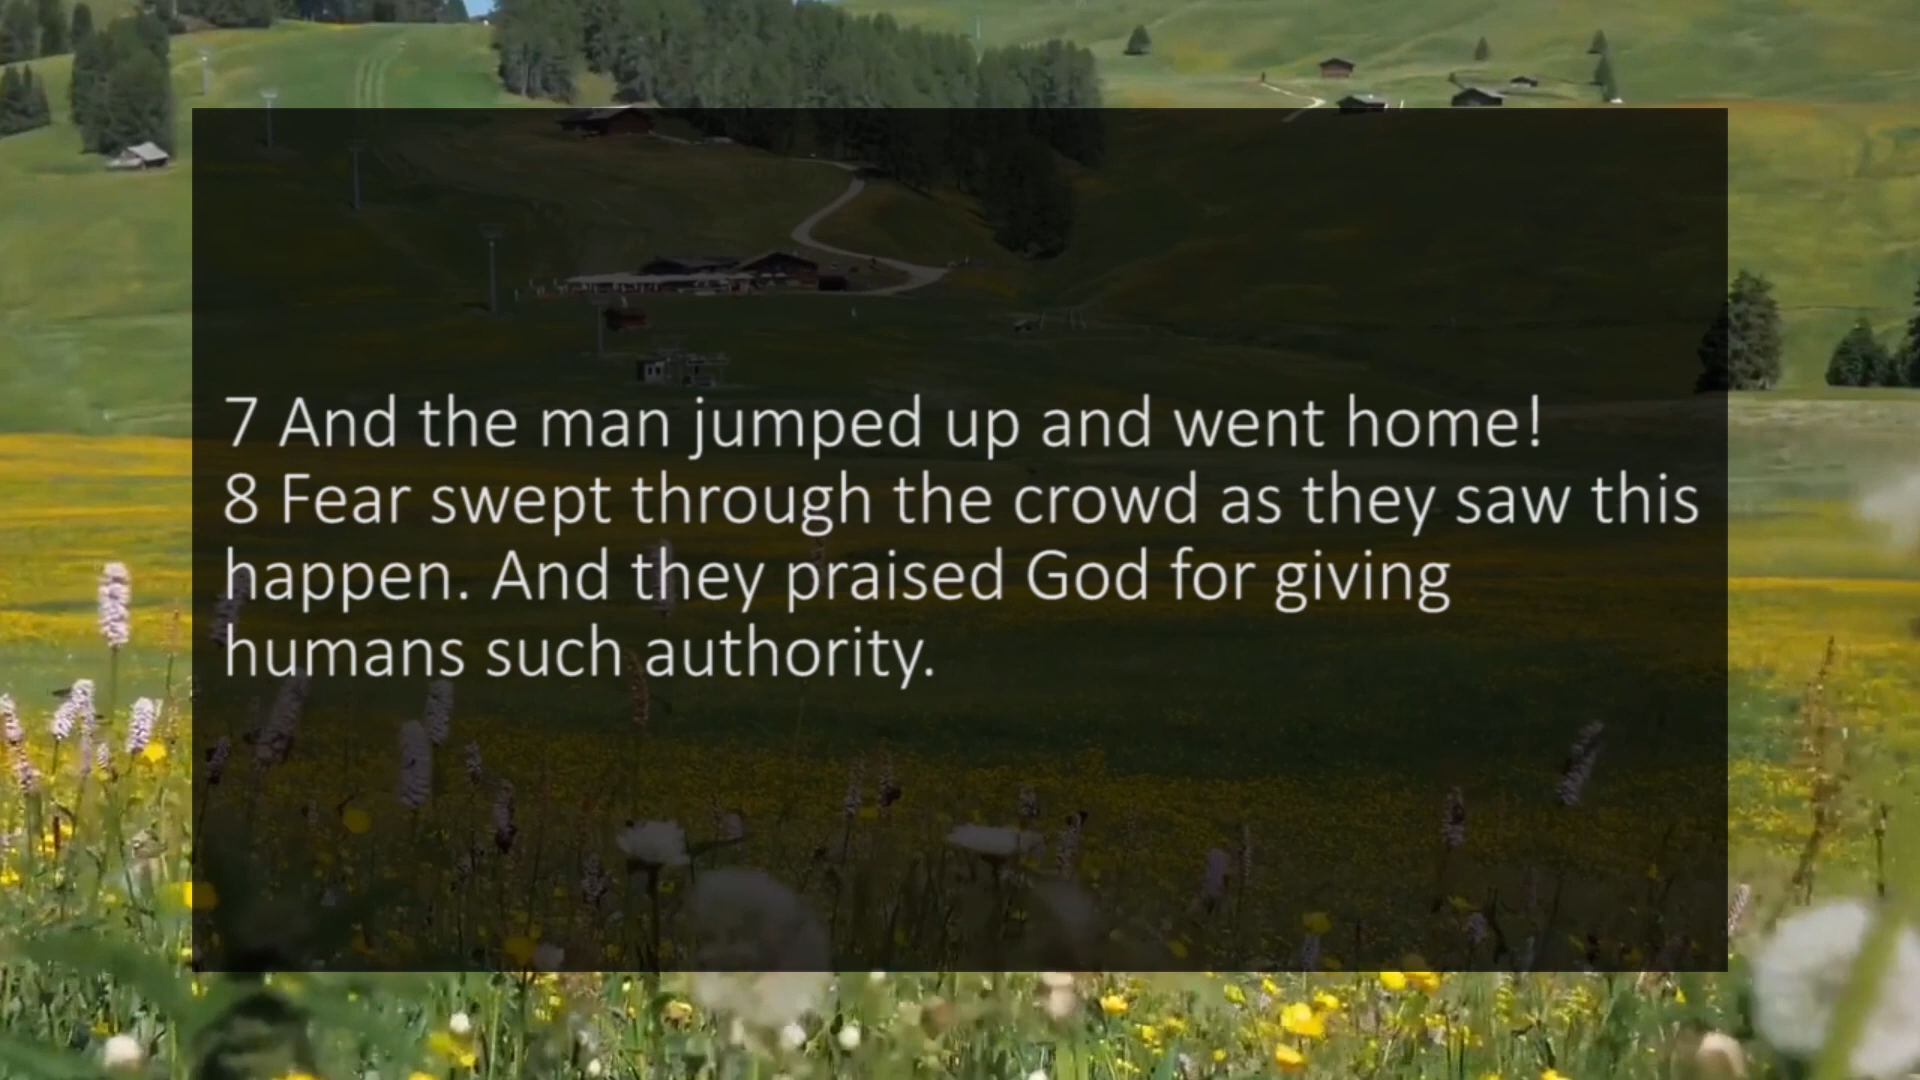 7 And the man jumped up and went home!
8 Fear swept through the crowd as they saw this
happen. And they praised God for giving
humans such authority.